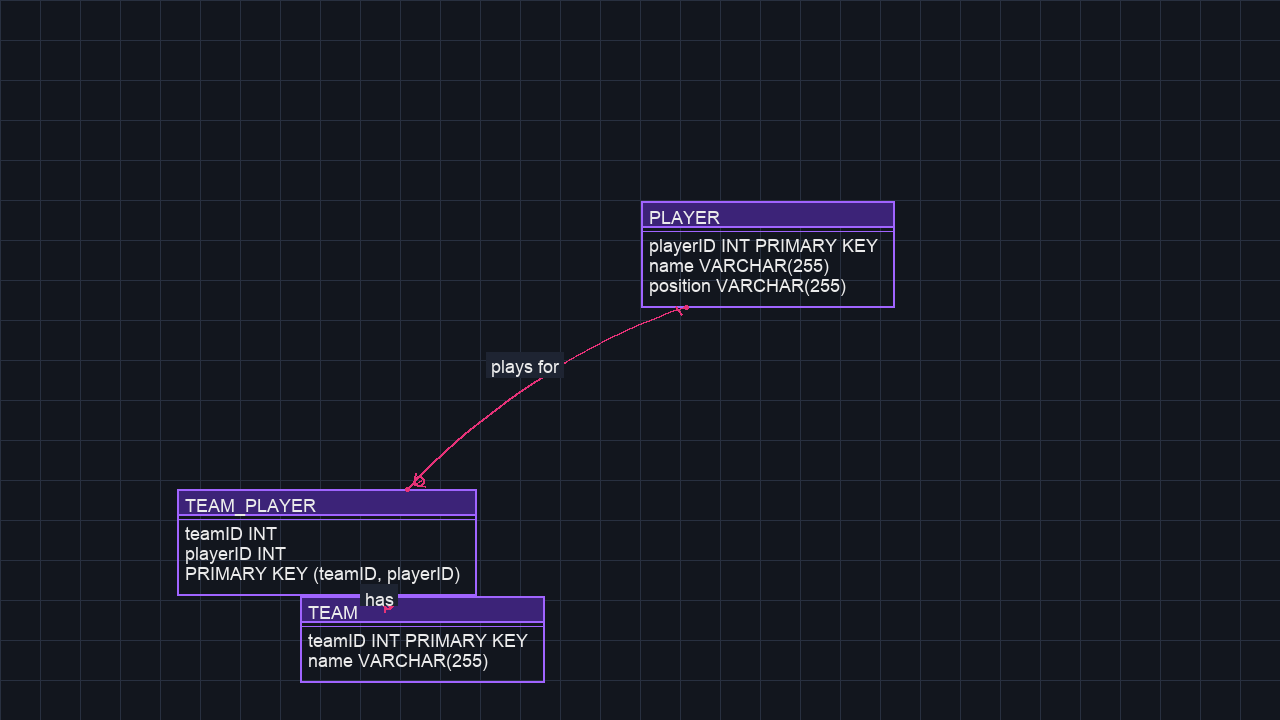 PLAYER
playerID INT PRIMARY KEY
name VARCHAR(255)
position VARCHAR(255)
plays for
TEAM_PLAYER
teamID INT
playerID INT
PRIMARY KEY (teamID, playerID)
has
TEAM
teamID INT PRIMARY KEY
name VARCHAR(255)